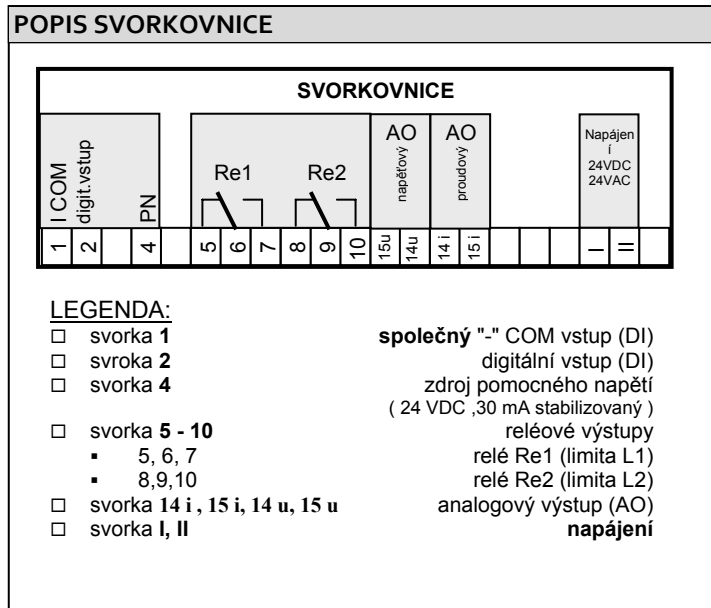 POPIS SVORKOVNICE
SVORKOVNICE
I COM
digit.vstup
PN
Re1
Re2
AO
napěťový
AO
proudový
Napájen
í
24VDC
24VAC
1 2 4 5 6 7 8 9 10 15u 14u 14 i 15 i I II
LEGENDA:
□ svorka 1 společný "-" COM vstup (DI)
□ svroka 2 digitální vstup (DI)
□ svorka 4 zdroj pomocného napětí
( 24 VDC ,30 mA stabilizovaný )
□ svorka 5 - 10 reléové výstupy
▪ 5, 6, 7 relé Re1 (limita L1)
▪ 8,9,10 relé Re2 (limita L2)
□ svorka 14 i , 15 i, 14 u, 15 u analogový výstup (AO)
□ svorka I, II napájení